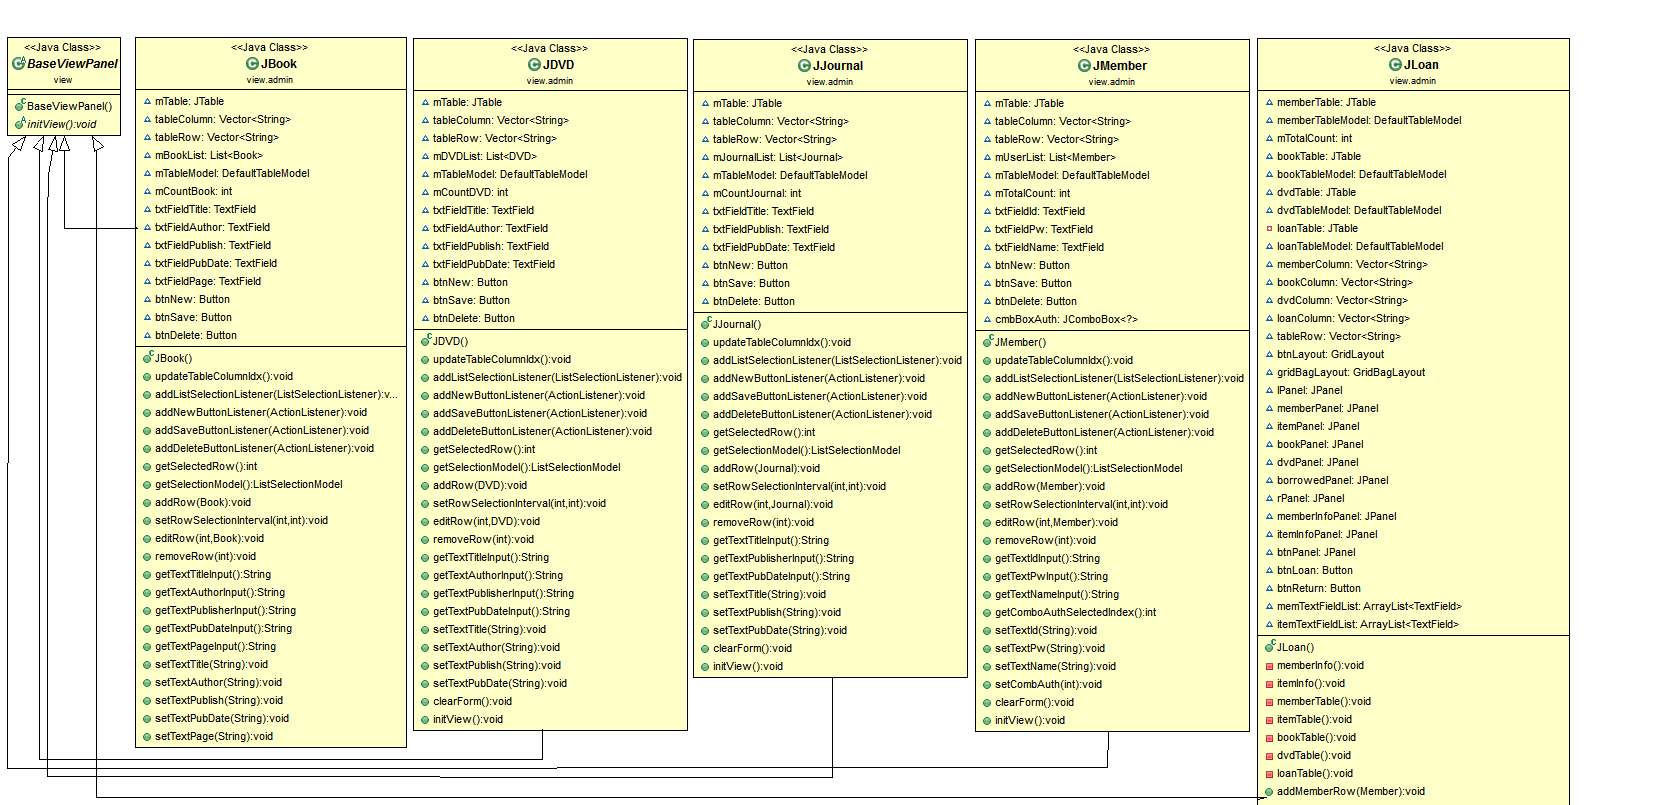 <<Java Class>>
BaseViewPanel
view
BaseViewPanel()
initView():void
<<Java Class>>
JBook
view.admin
mTable: JTable
tableColumn: Vector<String>
tableRow: Vector<String>
mBookList: List<Book>
mTableModel: DefaultTableModel
mCountBook: int
txtFieldTitle: TextField
txtFieldAuthor: TextField
txtFieldPublish: TextField
txtFieldPubDate: TextField
txtFieldPage: TextField
btnNew: Button
btnSave: Button
btnDelete: Button
JBook()
updateTableColumnIdx():void
addListSelectionListener(ListSelectionListener):v...
addNewButtonListener(ActionListener):void
addSaveButtonListener(ActionListener):void
addDeleteButtonListener(ActionListener):void
getSelectedRow():int
getSelectionModel():ListSelectionModel
addRow(Book):void
setRowSelectionInterval(int,int):void
editRow(int,Book):void
removeRow(int):void
getTextTitleInput():String
getTextAuthorInput():String
getTextPublisherInput():String
getTextPubDateInput():String
getTextPageInput():String
setTextTitle(String):void
setTextAuthor(String):void
setTextPublish(String):void
setTextPubDate(String):void
setTextPage(String):void
<<Java Class>>
JDVD
view.admin
mTable: JTable
tableColumn: Vector<String>
tableRow: Vector<String>
mDVDList: List<DVD>
mTableModel: DefaultTableModel
mCountDVD: int
txtFieldTitle: TextField
txtFieldAuthor: TextField
txtFieldPublish: TextField
txtFieldPubDate: TextField
btnNew: Button
btnSave: Button
btnDelete: Button
JDVD()
updateTableColumnIdx():void
addListSelectionListener(ListSelectionListener):void
addNewButtonListener(ActionListener):void
addSaveButtonListener(ActionListener):void
addDeleteButtonListener(ActionListener):void
getSelectedRow():int
getSelectionModel():ListSelectionModel
addRow(DVD):void
setRowSelectionInterval(int,int):void
editRow(int,DVD):void
removeRow(int):void
getTextTitleInput():String
getTextAuthorInput():String
getTextPublisherInput():String
getTextPubDateInput():String
setTextTitle(String):void
setTextAuthor(String):void
setTextPublish(String):void
setTextPubDate(String):void
clearForm():void
initView():void
<<Java Class>>
JJournal
view.admin
mTable: JTable
tableColumn: Vector<String>
tableRow: Vector<String>
mJournalList: List<Journal>
mTableModel: DefaultTableModel
mCountJournal: int
txtFieldTitle: TextField
txtFieldPublish: TextField
txtFieldPubDate: TextField
btnNew: Button
btnSave: Button
btnDelete: Button
JJournal()
updateTableColumnIdx():void
addListSelectionListener(ListSelectionListener):void
addNewButtonListener(ActionListener):void
addSaveButtonListener(ActionListener):void
addDeleteButtonListener(ActionListener):void
getSelectedRow():int
getSelectionModel():ListSelectionModel
addRow(Journal):void
setRowSelectionInterval(int,int):void
editRow(int,Journal):void
removeRow(int):void
getTextTitleInput():String
getTextPublisherInput():String
getTextPubDateInput():String
setTextTitle(String):void
setTextPublish(String):void
setTextPubDate(String):void
clearForm():void
initView():void
<<Java Class>>
JMember
view.admin
mTable: JTable
tableColumn: Vector<String>
tableRow: Vector<String>
mUserList: List<Member>
mTableModel: DefaultTableModel
mTotalCount: int
txtFieldId: TextField
txtFieldPw: TextField
txtFieldName: TextField
btnNew: Button
btnSave: Button
btnDelete: Button
cmbBoxAuth: JComboBox<?>
JMember()
updateTableColumnIdx():void
addListSelectionListener(ListSelectionListener):void
addNewButtonListener(ActionListener):void
addSaveButtonListener(ActionListener):void
addDeleteButtonListener(ActionListener):void
getSelectedRow():int
getSelectionModel():ListSelectionModel
addRow(Member):void
setRowSelectionInterval(int,int):void
editRow(int,Member):void
removeRow(int):void
getTextIdInput():String
getTextPwInput():String
getTextNameInput():String
getComboAuthSelectedIndex():int
setTextId(String):void
setTextPw(String):void
setTextName(String):void
setCombAuth(int):void
clearForm():void
initView():void
<<Java Class>>
JLoan
view.admin
memberTable: JTable
memberTableModel: DefaultTableModel
mTotalCount: int
bookTable: JTable
bookTableModel: DefaultTableModel
dvdTable: JTable
dvdTableModel: DefaultTableModel
loanTable: JTable
loanTableModel: DefaultTableModel
memberColumn: Vector<String>
bookColumn: Vector<String>
dvdColumn: Vector<String>
loanColumn: Vector<String>
tableRow: Vector<String>
btnLayout: GridLayout
gridBagLayout: GridBagLayout
lPanel: JPanel
memberPanel: JPanel
itemPanel: JPanel
bookPanel: JPanel
dvdPanel: JPanel
borrowedPanel: JPanel
rPanel: JPanel
memberInfoPanel: JPanel
itemInfoPanel: JPanel
btnPanel: JPanel
btnLoan: Button
btnReturn: Button
memTextFieldList: ArrayList<TextField>
itemTextFieldList: ArrayList<TextField>
JLoan()
memberInfo():void
itemInfo():void
memberTable():void
itemTable():void
bookTable():void
dvdTable():void
loanTable():void
addMemberRow(Member):void